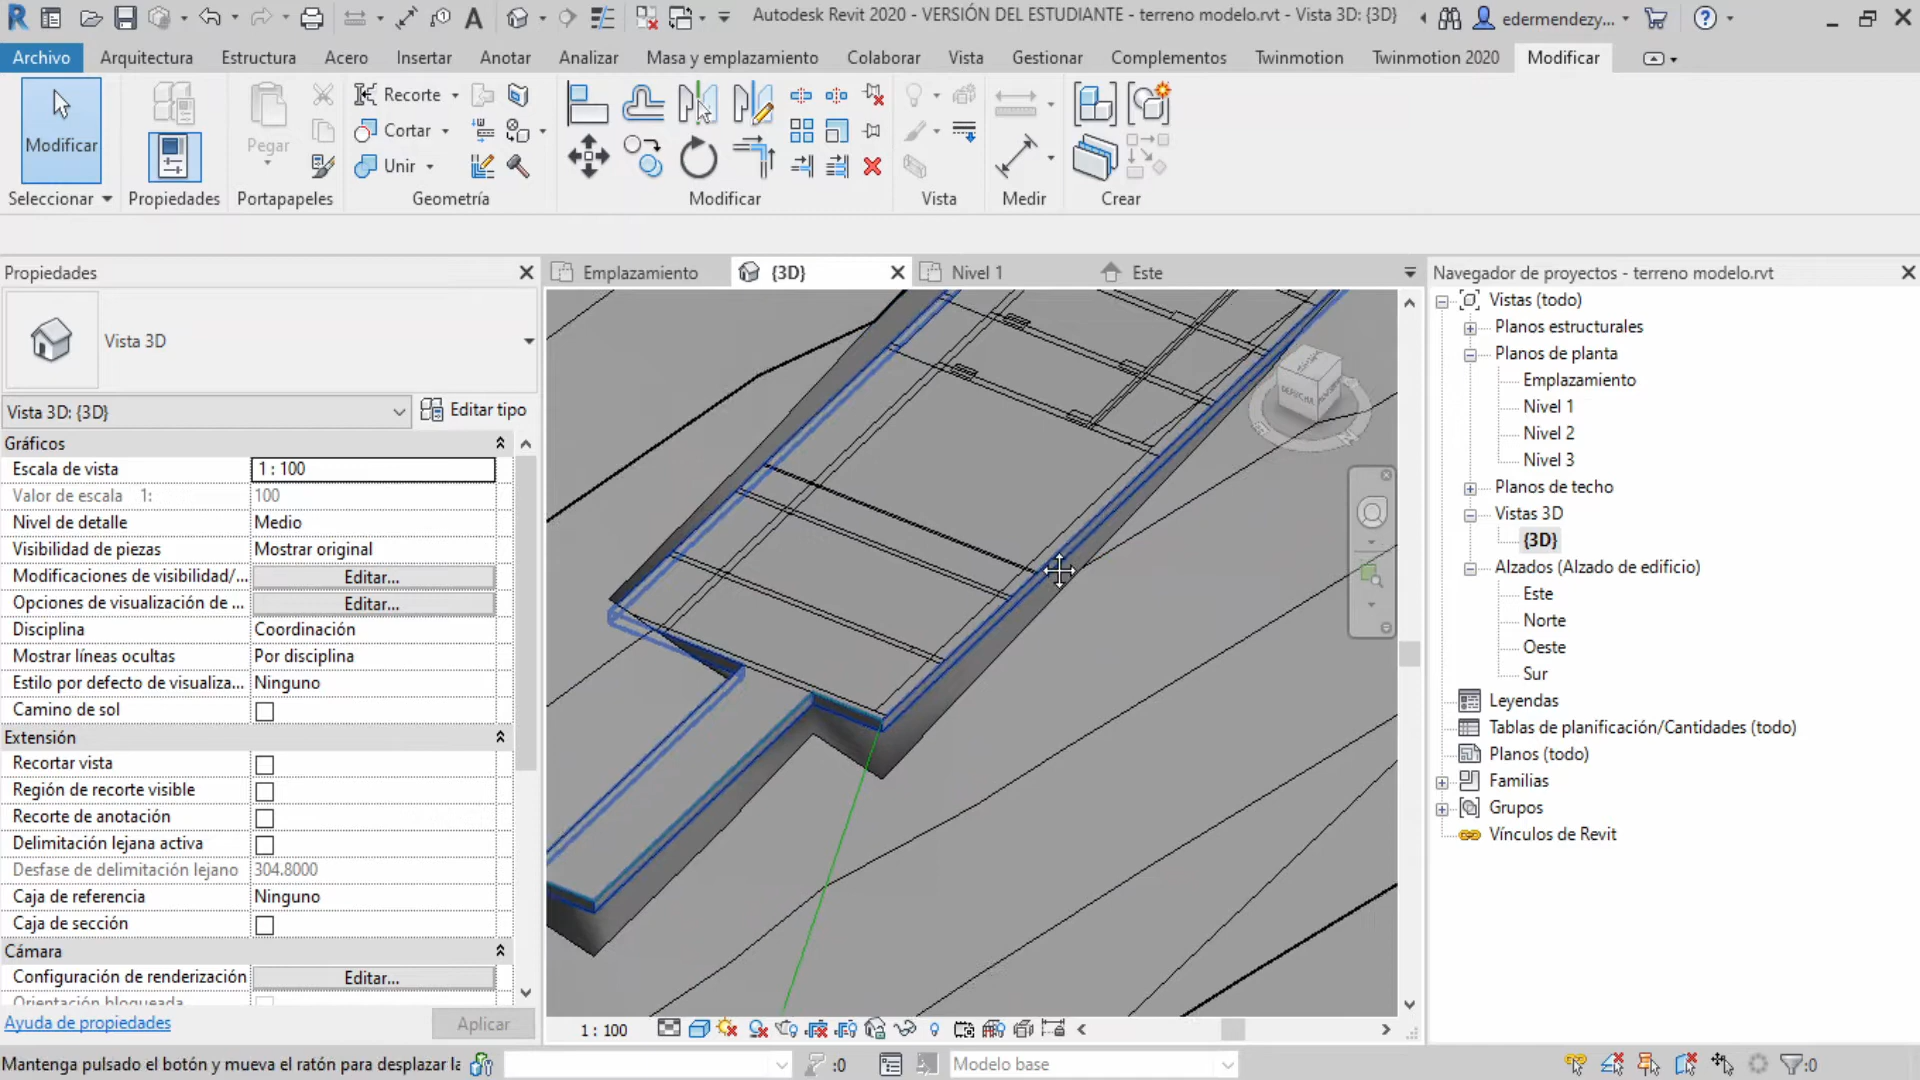 Autodesk Revit 2020 - VERSIÓN DEL ESTUDIANTE - terreno modelo.rvt - Vista 3D: {3D}
edermendezy...
Archivo Arquitectura Estructura Acero Insertar Anotar Analizar Masa y emplazamiento Colaborar Vista Gestionar Complementos Twinmotion Twinmotion 2020 Modificar
Modificar
Pegar
Recorte
Cortar
Unir
Seleccionar Propiedades Portapapeles Geometría Modificar Vista Medir Crear
Propiedades
Vista 3D
Vista 3D: {3D} Editar tipo
Gráficos
Escala de vista 1 : 100
Valor de escala 1: 100
Nivel de detalle Medio
Visibilidad de piezas Mostrar original
Modificaciones de visibilidad/... Editar...
Opciones de visualización de ... Editar...
Disciplina Coordinación
Mostrar líneas ocultas Por disciplina
Estilo por defecto de visualiza... Ninguno
Camino de sol
Extensión
Recortar vista
Región de recorte visible
Recorte de anotación
Delimitación lejana activa
Desfase de delimitación lejano 304.8000
Caja de referencia Ninguno
Caja de sección
Cámara
Configuración de renderización Editar...
Orientación bloqueada
Ayuda de propiedades Aplicar
Emplazamiento {3D} Nivel 1 Este
1 : 100
Navegador de proyectos - terreno modelo.rvt
Vistas (todo)
Planos estructurales
Planos de planta
Emplazamiento
Nivel 1
Nivel 2
Nivel 3
Planos de techo
Vistas 3D
{3D}
Alzados (Alzado de edificio)
Este
Norte
Oeste
Sur
Leyendas
Tablas de planificación/Cantidades (todo)
Planos (todo)
Familias
Grupos
Vínculos de Revit
Mantenga pulsado el botón y mueva el ratón para desplazar la :0 Modelo base :0